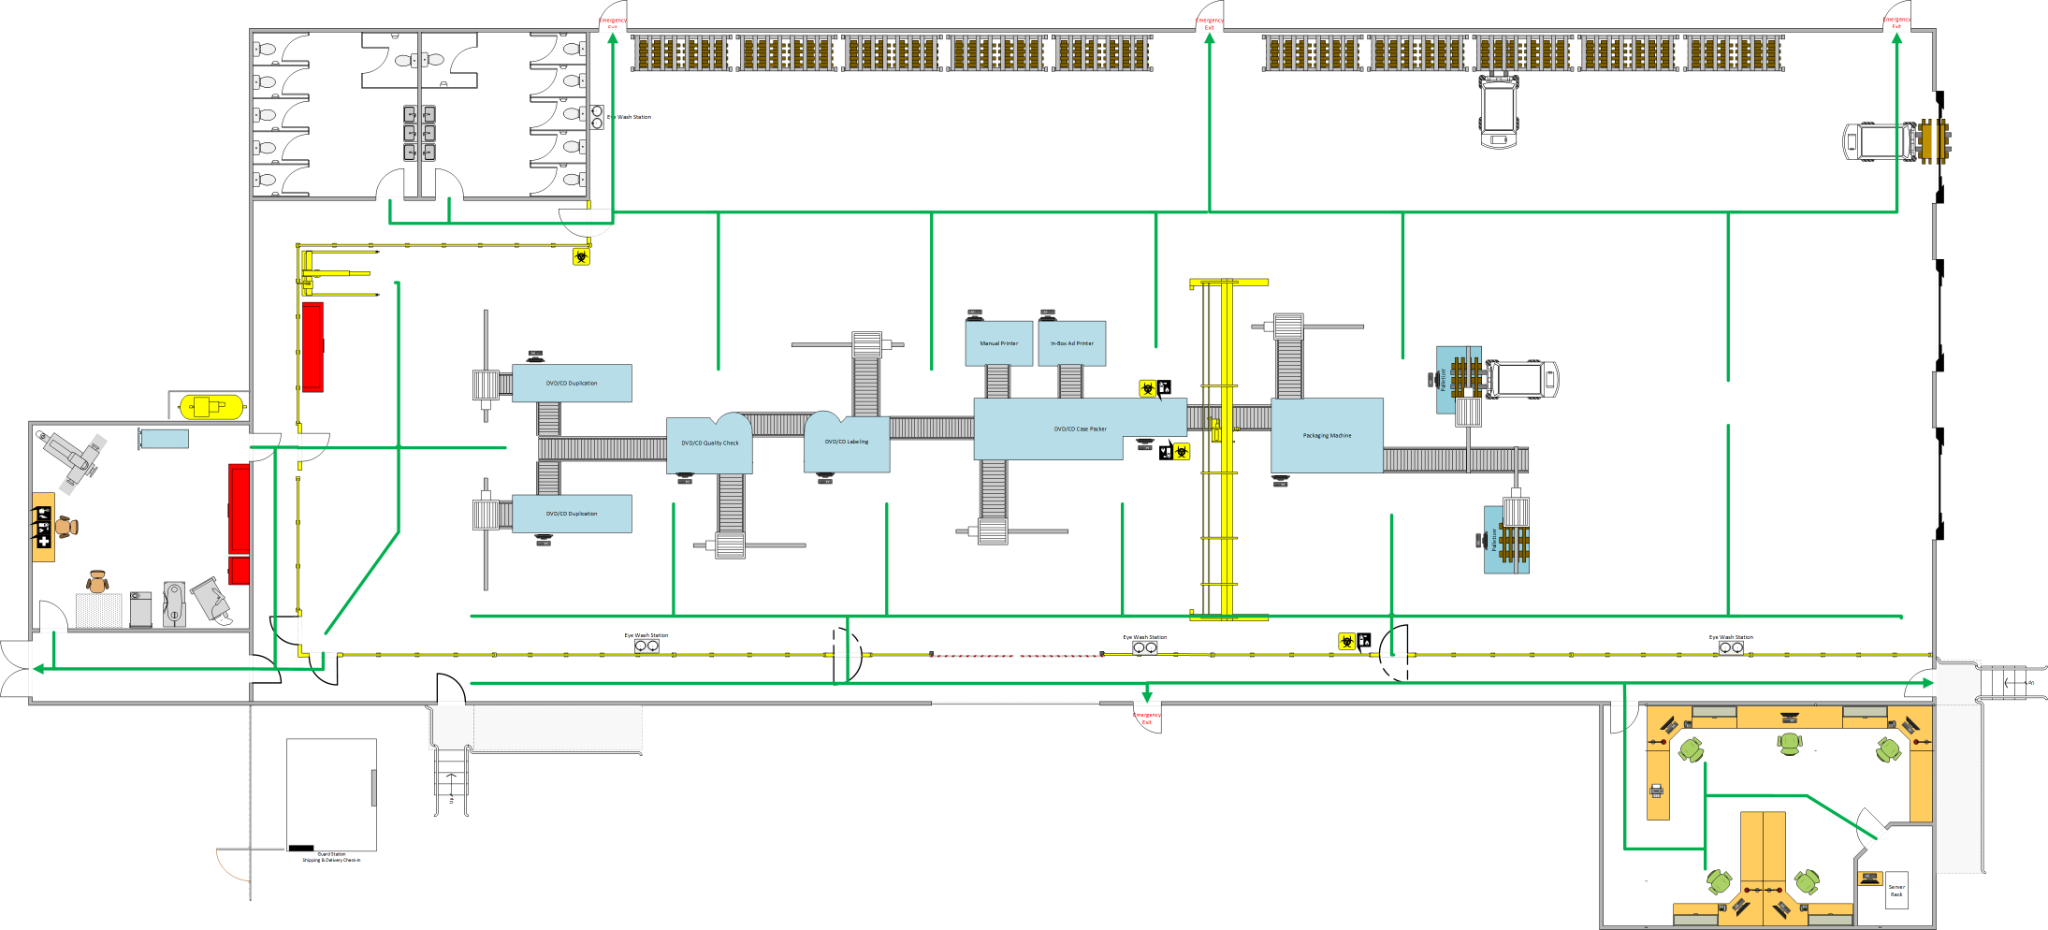 Emergency
Exit
Emergency
Exit
Emergency
Exit
Eye Wash Station
Manual Printer
In-Box Ad Printer
DVD/CD Duplication
Palletizer
DVD/CD Quality Check
DVD/CD Labeling
DVD/CD Case Packer
Packaging Machine
DVD/CD Duplication
Palletizer
Eye Wash Station
Eye Wash Station
Eye Wash Station
Up
Emergency
Exit
Up
Guard Station
Shipping & Delivery Check-in
Server
Rack